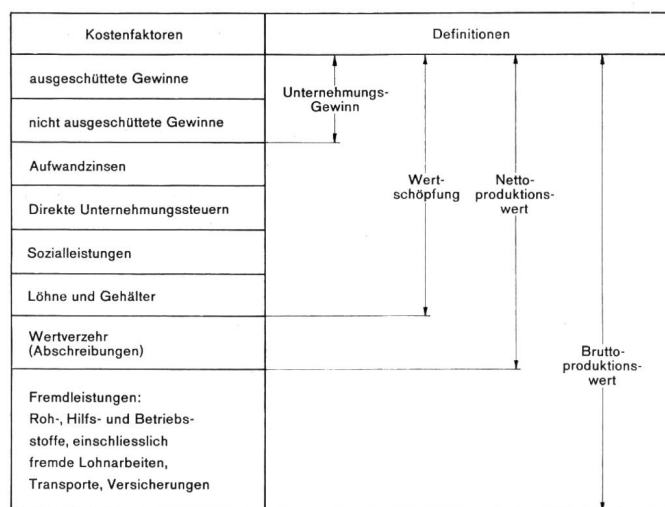 Kostenfaktoren
Definitionen
ausgeschüttete Gewinne
nicht ausgeschüttete Gewinne
Aufwandzinsen
Direkte Unternehmungssteuern
Sozialleistungen
Löhne und Gehälter
Wertverzehr
(Abschreibungen)
Fremdleistungen:
Roh-, Hilfs- und Betriebs-
stoffe, einschliesslich
fremde Lohnarbeiten,
Transporte, Versicherungen
Unternehmungs-
Gewinn
Wert-
schöpfung
Netto-
produktions-
wert
Brutto-
produktions-
wert